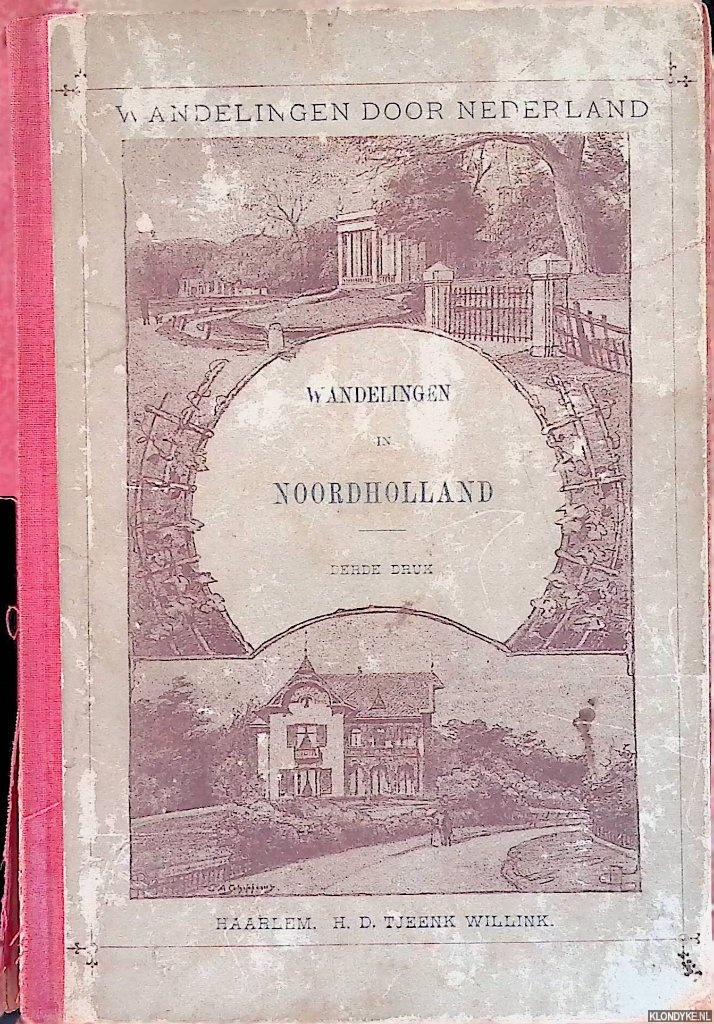 WANDELINGEN DOOR NEDERLAND
WANDELINGEN
IN
NOORDHOLLAND
DERDE DRUK
HAARLEM. H. D. TJEENK WILLINK.
KLONDYKE.NL